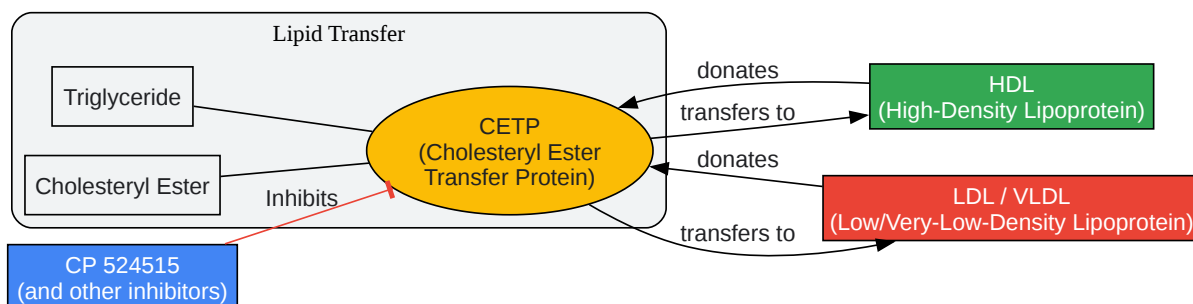 Lipid Transfer
Triglyceride
Cholesteryl Ester
CETP
(Cholesteryl Ester
Transfer Protein)
Inhibits
CP 524515
(and other inhibitors)
donates
transfers to
donates
transfers to
HDL
(High-Density Lipoprotein)
LDL / VLDL
(Low/Very-Low-Density Lipoprotein)